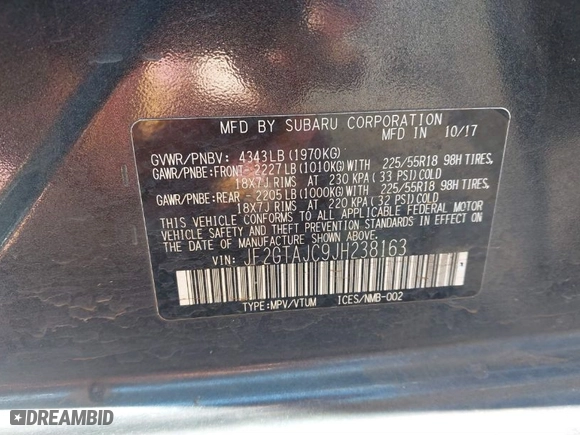 MFD BY SUBARU CORPORATION
MFD IN 10/17
GVWR/PNBV: 4343LB(1970KG)
GAWR/PNBE:FRONT- 2227LB(1010KG)WITH 225/55R18 98H TIRES,
18X7J RIMS AT 230 KPA( 33 PSI)COLD
GAWR/PNBE:REAR - 2205LB(1000KG)WITH 225/55R18 98H TIRES,
18X7J RIMS AT 220 KPA( 32 PSI)COLD
THIS VEHICLE CONFORMS TO ALL APPLICABLE FEDERAL MOTOR
VEHICLE SAFETY STANDARDS IN EFFECT
ON THE DATE OF MANUFACTURE SHOWN ABOVE.
VIN: JF2GTAJC9JH238163
TYPE:MPV/VTUM ICES/NMB-002
DREAMBID